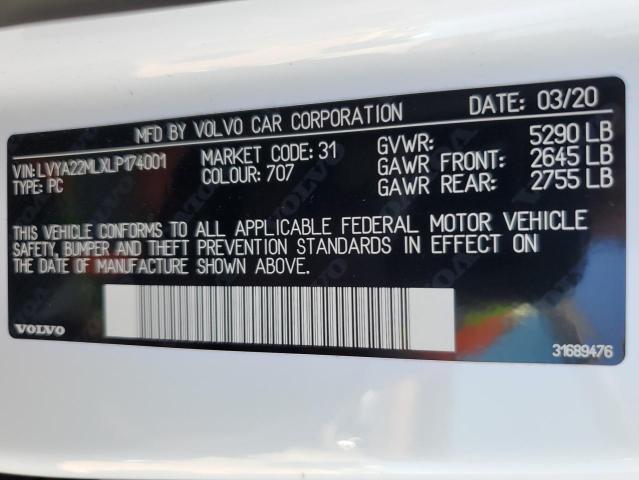 MFD BY VOLVO CAR CORPORATION DATE: 03/20
VIN: LVYA22MLXLP174001 MARKET CODE: 31 GVWR: 5290 LB
TYPE: PC COLOUR: 707 GAWR FRONT: 2645 LB
GAWR REAR: 2755 LB
THIS VEHICLE CONFORMS TO ALL APPLICABLE FEDERAL MOTOR VEHICLE
SAFETY, BUMPER AND THEFT PREVENTION STANDARDS IN EFFECT ON
THE DATE OF MANUFACTURE SHOWN ABOVE.
VOLVO 31689476